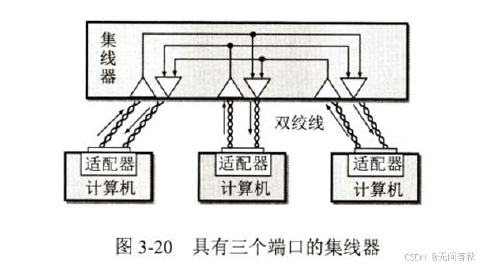 集线器
双绞线
适配器 适配器 适配器
计算机 计算机 计算机
图 3-20 具有三个端口的集线器
CSDN @无问春秋